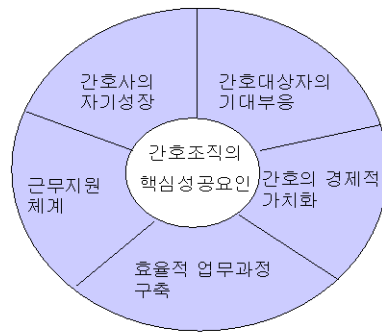 간호사의
자기성장
간호대상자의
기대부응
간호조직의
핵심성공요인
근무지원
체계
간호의 경제적
가치화
효율적 업무과정
구축